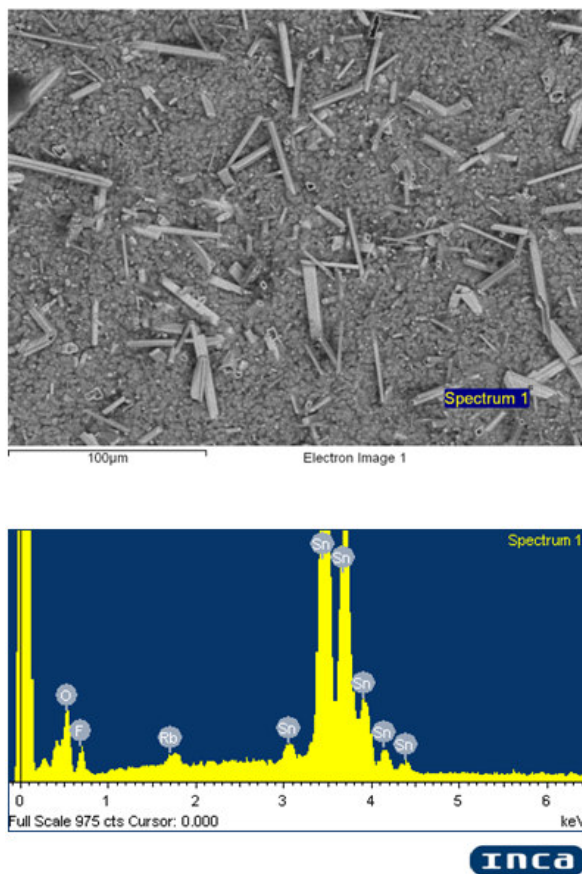 Spectrum 1
100µm
Electron Image 1
Spectrum 1
Sn
Sn
Sn
O
F
Rb
Sn
Sn
Sn
0 1 2 3 4 5 6
Full Scale 975 cts Cursor: 0.000
keV
Inca